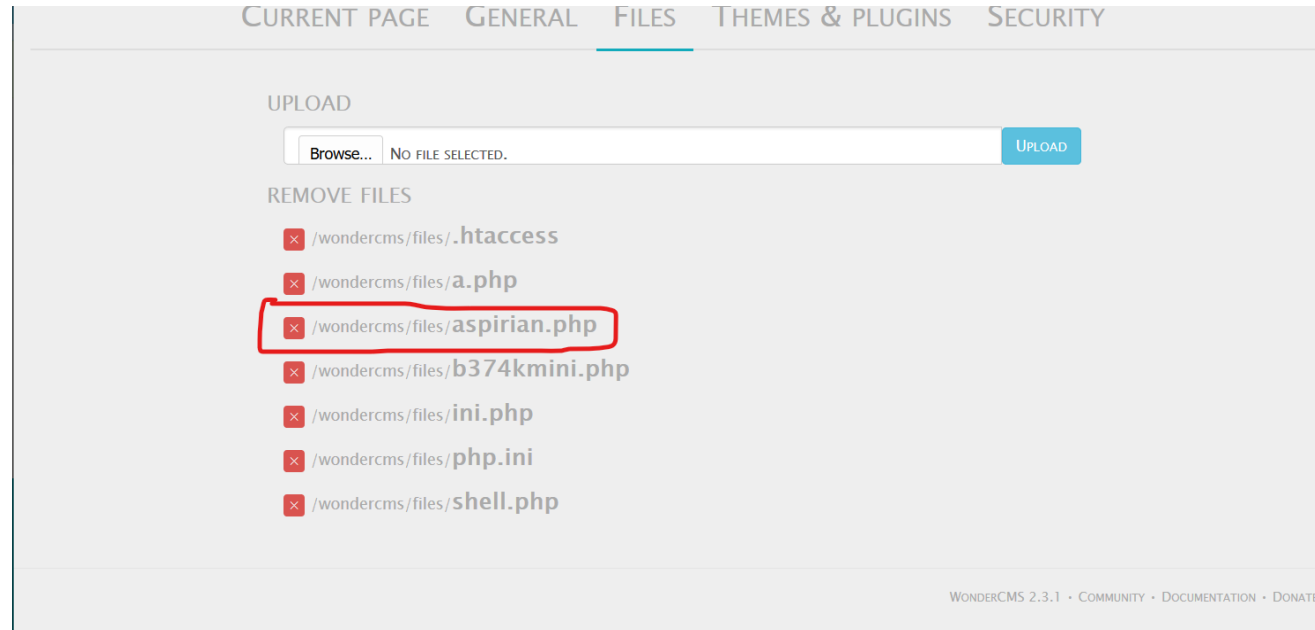 CURRENT PAGE GENERAL FILES THEMES & PLUGINS SECURITY
UPLOAD
Browse... NO FILE SELECTED. UPLOAD
REMOVE FILES
× /wondercms/files/.htaccess
× /wondercms/files/a.php
× /wondercms/files/aspirian.php
× /wondercms/files/b374kmini.php
× /wondercms/files/ini.php
× /wondercms/files/php.ini
× /wondercms/files/shell.php
WONDERCMS 2.3.1 • COMMUNITY • DOCUMENTATION • DONATE